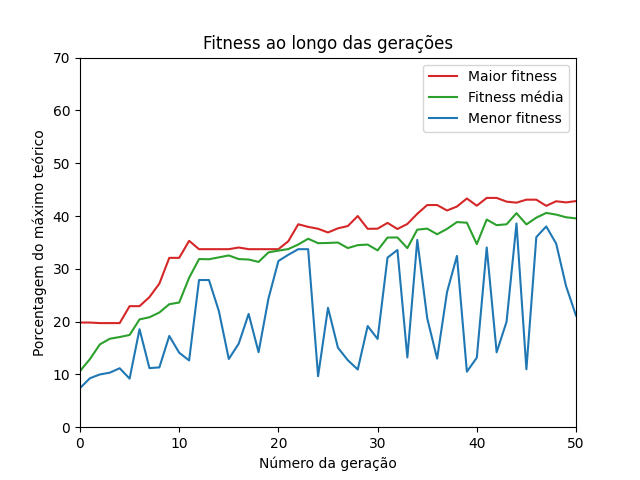 Fitness ao longo das gerações
Maior fitness
Fitness média
Menor fitness
Porcentagem do máximo teórico
70
60
50
40
30
20
10
0
0 10 20 30 40 50
Número da geração